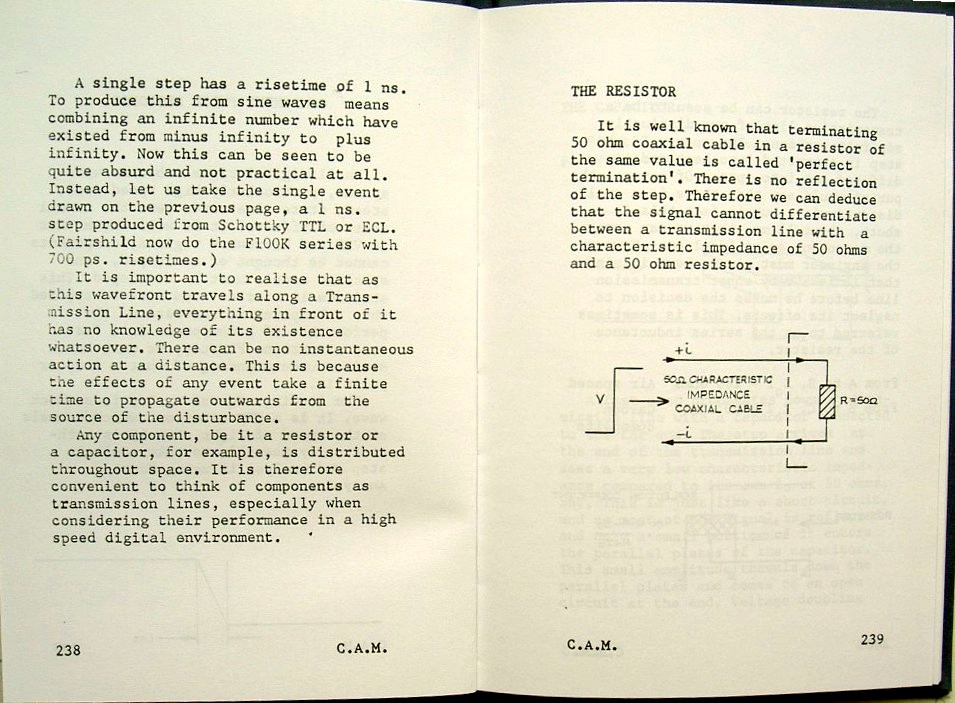 A single step has a risetime of 1 ns.
To produce this from sine waves means
combining an infinite number which have
existed from minus infinity to plus
infinity. Now this can be seen to be
quite absurd and not practical at all.
Instead, let us take the single event
drawn on the previous page, a 1 ns.
step produced from Schottky TTL or ECL.
(Fairshild now do the F100K series with
700 ps. risetimes.)
It is important to realise that as
this wavefront travels along a Trans-
mission Line, everything in front of it
has no knowledge of its existence
whatsoever. There can be no instantaneous
action at a distance. This is because
the effects of any event take a finite
time to propagate outwards from the
source of the disturbance.
Any component, be it a resistor or
a capacitor, for example, is distributed
throughout space. It is therefore
convenient to think of components as
transmission lines, especially when
considering their performance in a high
speed digital environment.
238
C.A.M.
THE RESISTOR
It is well known that terminating
50 ohm coaxial cable in a resistor of
the same value is called 'perfect
termination'. There is no reflection
of the step. Therefore we can deduce
that the signal cannot differentiate
between a transmission line with a
characteristic impedance of 50 ohms
and a 50 ohm resistor.
+i
V
50Ω CHARACTERISTIC
IMPEDANCE
COAXIAL CABLE
R=50Ω
-i
C.A.M.
239